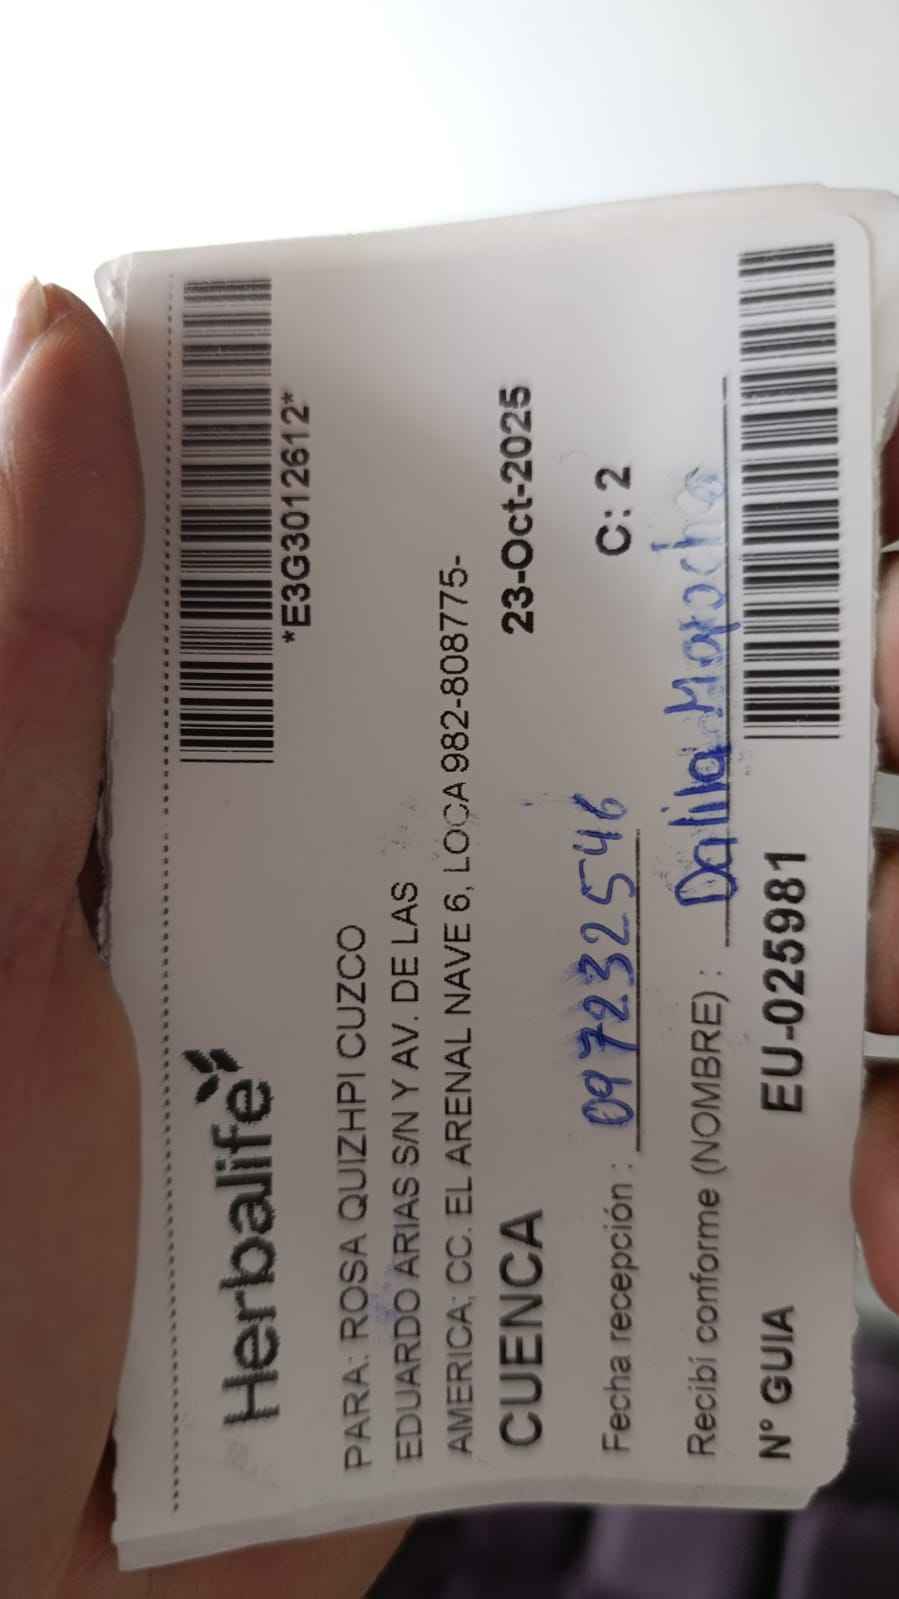 Herbalife
*E3G3012612*
PARA: ROSA QUIZHPI CUZCO
EDUARDO ARIAS S/N Y AV. DE LAS
AMERICA; CC. EL ARENAL NAVE 6, LOCA 982-808775-
CUENCA 23-Oct-2025
Fecha recepción : 0972325546 C: 2
Recibí conforme (NOMBRE) : Dalila
N° GUIA EU-025981